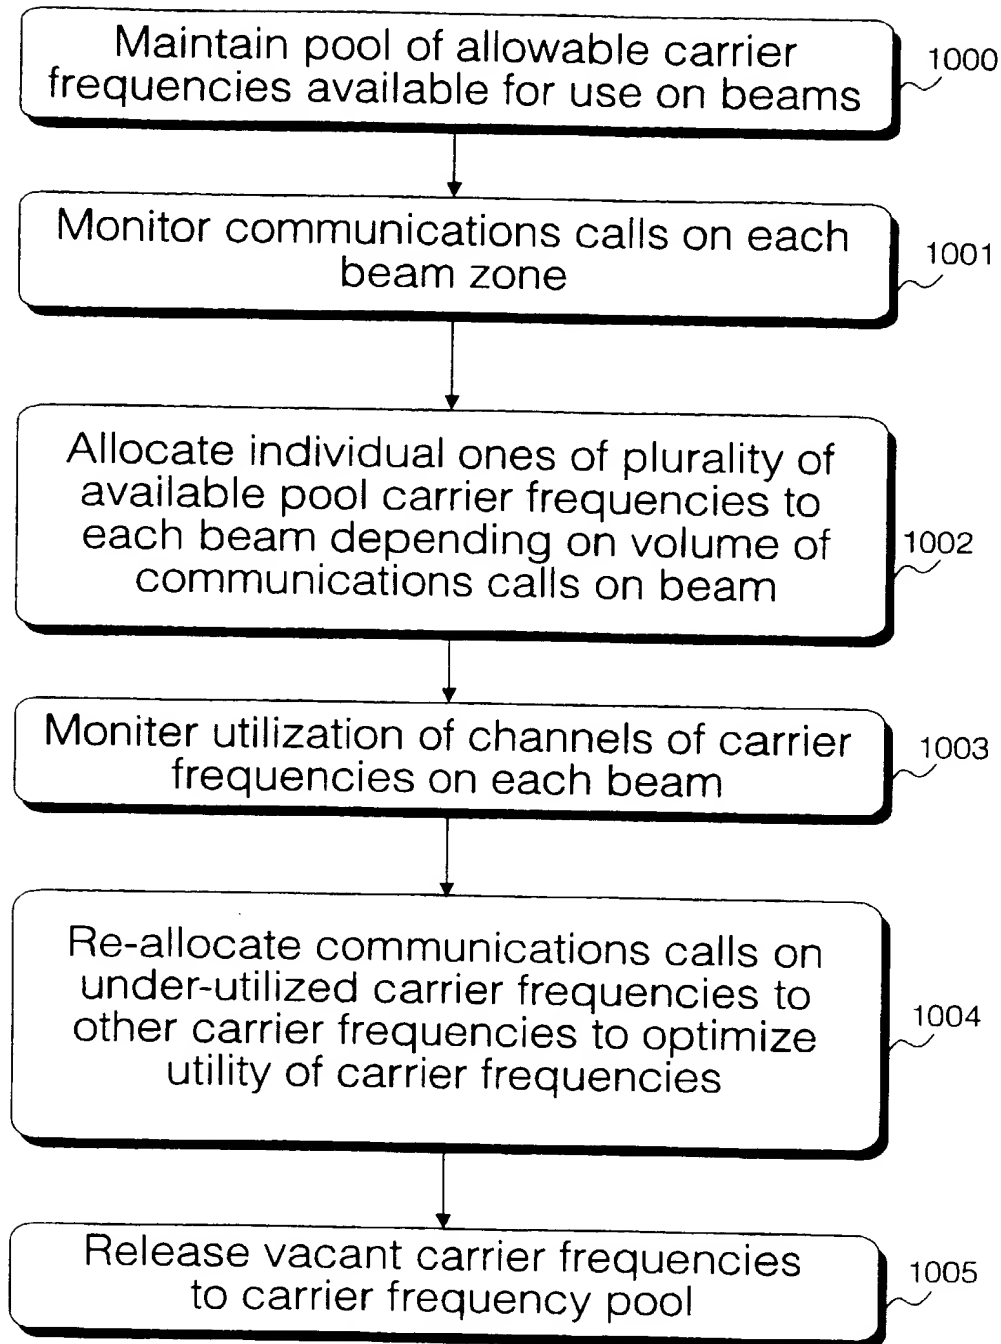 Maintain pool of allowable carrier
frequencies available for use on beams
1000
Monitor communications calls on each
beam zone
1001
Allocate individual ones of plurality of
available pool carrier frequencies to
each beam depending on volume of
communications calls on beam
1002
Moniter utilization of channels of carrier
frequencies on each beam
1003
Re-allocate communications calls on
under-utilized carrier frequencies to
other carrier frequencies to optimize
utility of carrier frequencies
1004
Release vacant carrier frequencies
to carrier frequency pool
1005